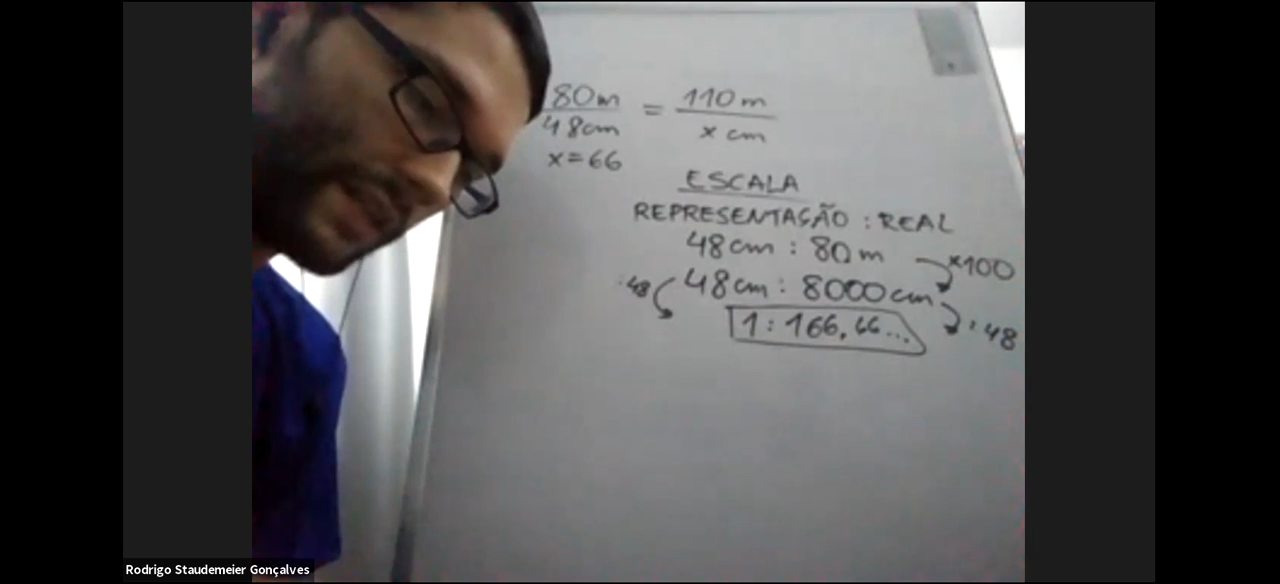 80m = 110m
48cm x cm
x=66
ESCALA
REPRESENTAÇÃO : REAL
48cm : 80m
×100
48cm : 8000cm
:48
1 : 166,66...
:48
Rodrigo Staudemeier Gonçalves